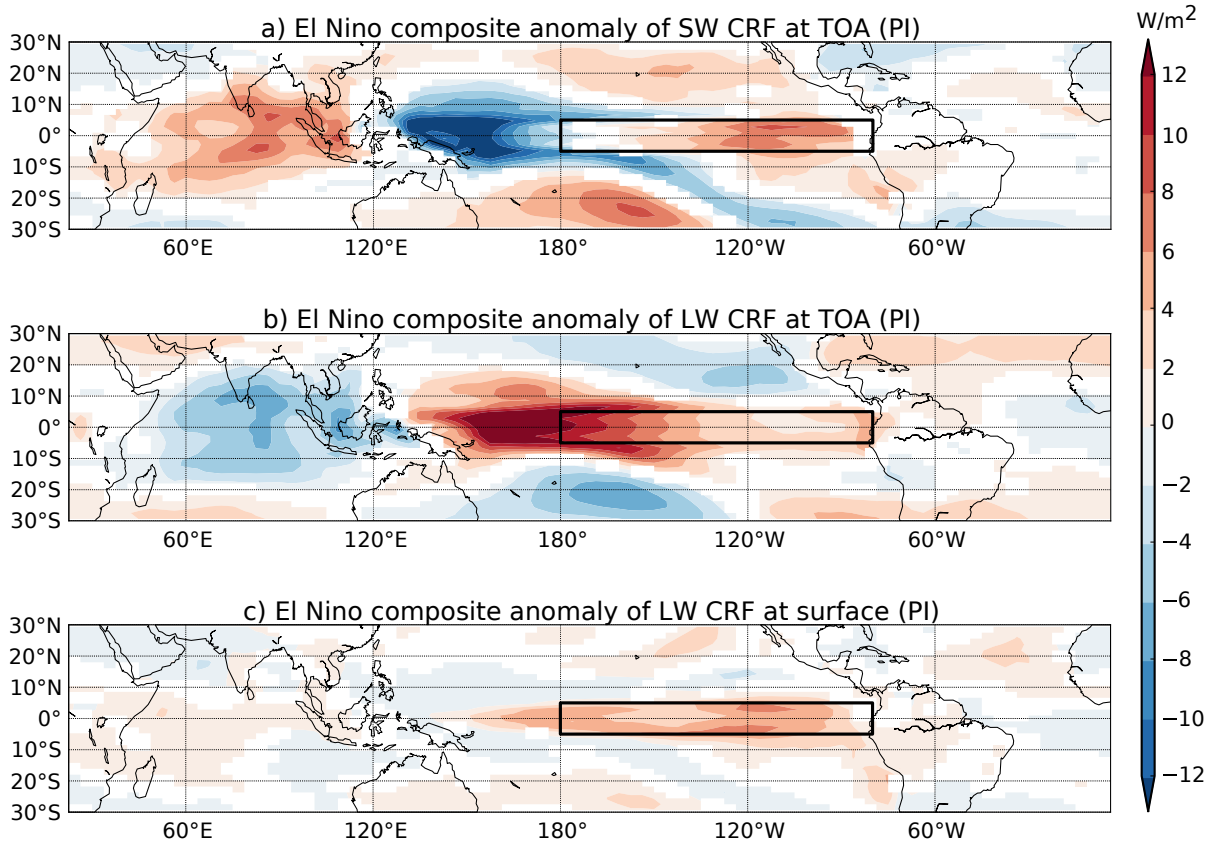 a) El Nino composite anomaly of SW CRF at TOA (PI)
W/m²
30°N
20°N
10°N
0°
10°S
20°S
30°S
60°E 120°E 180° 120°W 60°W
b) El Nino composite anomaly of LW CRF at TOA (PI)
30°N
20°N
10°N
0°
10°S
20°S
30°S
60°E 120°E 180° 120°W 60°W
c) El Nino composite anomaly of LW CRF at surface (PI)
30°N
20°N
10°N
0°
10°S
20°S
30°S
60°E 120°E 180° 120°W 60°W
12
10
8
6
4
2
0
−2
−4
−6
−8
−10
−12